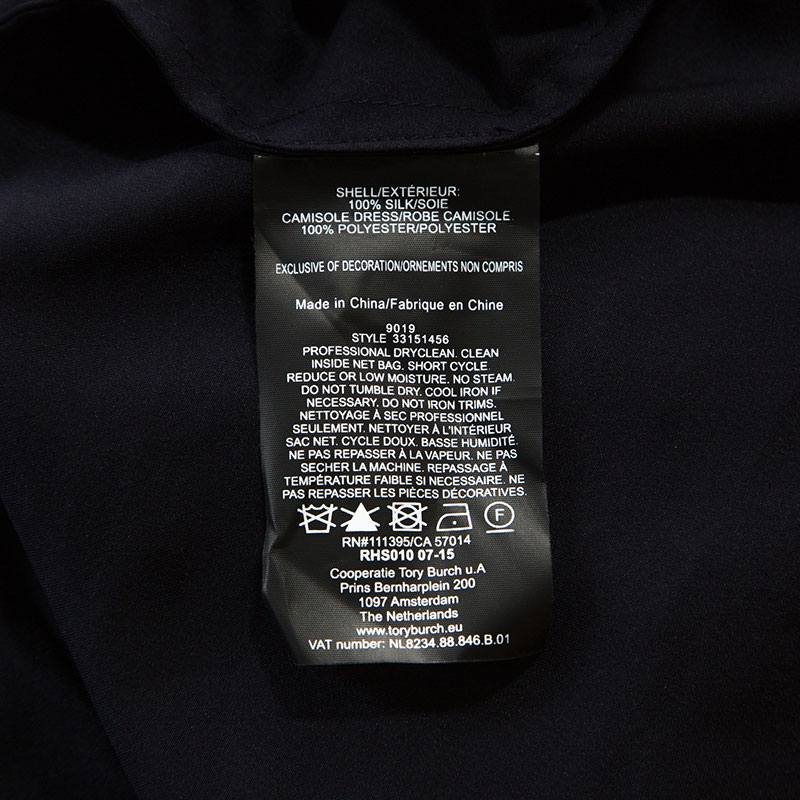 SHELL/EXTÉRIEUR:
100% SILK/SOIE
CAMISOLE DRESS/ROBE CAMISOLE.
100% POLYESTER/POLYESTER
EXCLUSIVE OF DECORATION/ORNEMENTS NON COMPRIS
Made in China/Fabrique en Chine
9019
STYLE 33151456
PROFESSIONAL DRYCLEAN. CLEAN
INSIDE NET BAG. SHORT CYCLE.
REDUCE OR LOW MOISTURE. NO STEAM.
DO NOT TUMBLE DRY. COOL IRON IF
NECESSARY. DO NOT IRON TRIMS.
NETTOYAGE À SEC PROFESSIONNEL
SEULEMENT. NETTOYER À L'INTÉRIEUR
SAC NET. CYCLE DOUX. BASSE HUMIDITÉ.
NE PAS REPASSER À LA VAPEUR. NE PAS
SECHER LA MACHINE. REPASSAGE À
TEMPÉRATURE FAIBLE SI NECESSAIRE. NE
PAS REPASSER LES PIÈCES DÉCORATIVES.
F
RN#111395/CA 57014
RHS010 07-15
Cooperatie Tory Burch u.A
Prins Bernharplein 200
1097 Amsterdam
The Netherlands
www.toryburch.eu
VAT number: NL8234.88.846.B.01